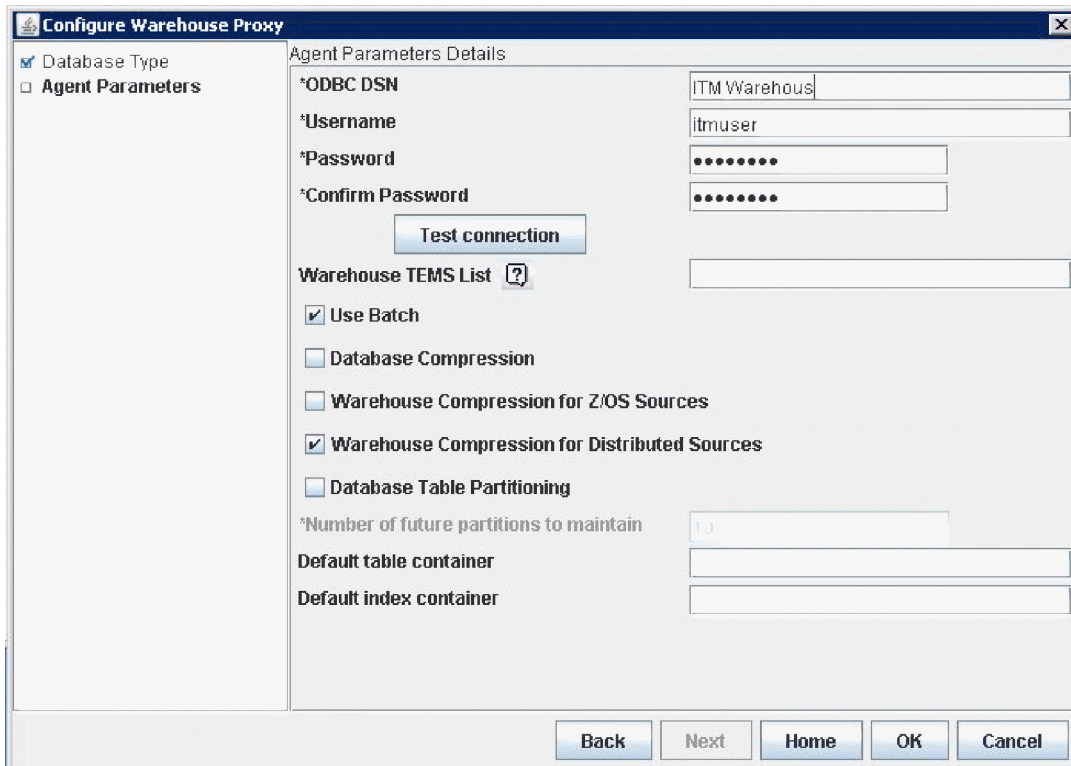 Configure Warehouse Proxy
Database Type
Agent Parameters
Agent Parameters Details
*ODBC DSN
ITM Warehous
*Username
itmuser
*Password
••••••••
*Confirm Password
••••••••
Test connection
Warehouse TEMS List [?]
Use Batch
Database Compression
Warehouse Compression for Z/OS Sources
Warehouse Compression for Distributed Sources
Database Table Partitioning
*Number of future partitions to maintain
Default table container
Default index container
Back Next Home OK Cancel